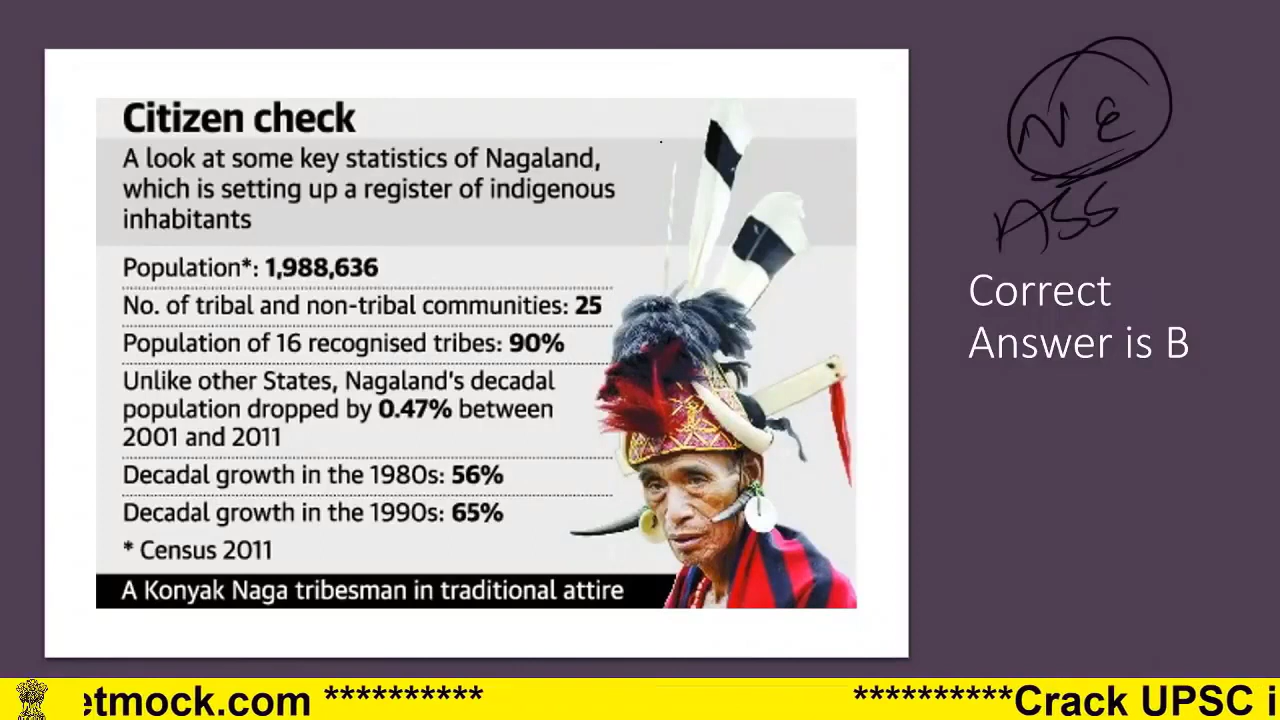 Citizen check
A look at some key statistics of Nagaland,
which is setting up a register of indigenous
inhabitants
Population*: 1,988,636
No. of tribal and non-tribal communities: 25
Population of 16 recognised tribes: 90%
Unlike other States, Nagaland's decadal
population dropped by 0.47% between
2001 and 2011
Decadal growth in the 1980s: 56%
Decadal growth in the 1990s: 65%
* Census 2011
A Konyak Naga tribesman in traditional attire
NE
ASS
Correct
Answer is B
etmock.com ********** **********Crack UPSC i